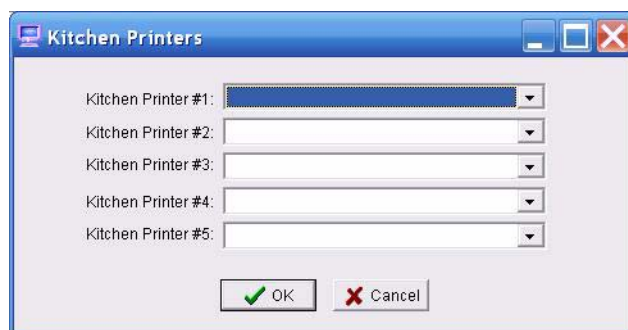 Kitchen Printers
Kitchen Printer #1:
Kitchen Printer #2:
Kitchen Printer #3:
Kitchen Printer #4:
Kitchen Printer #5:
OK Cancel